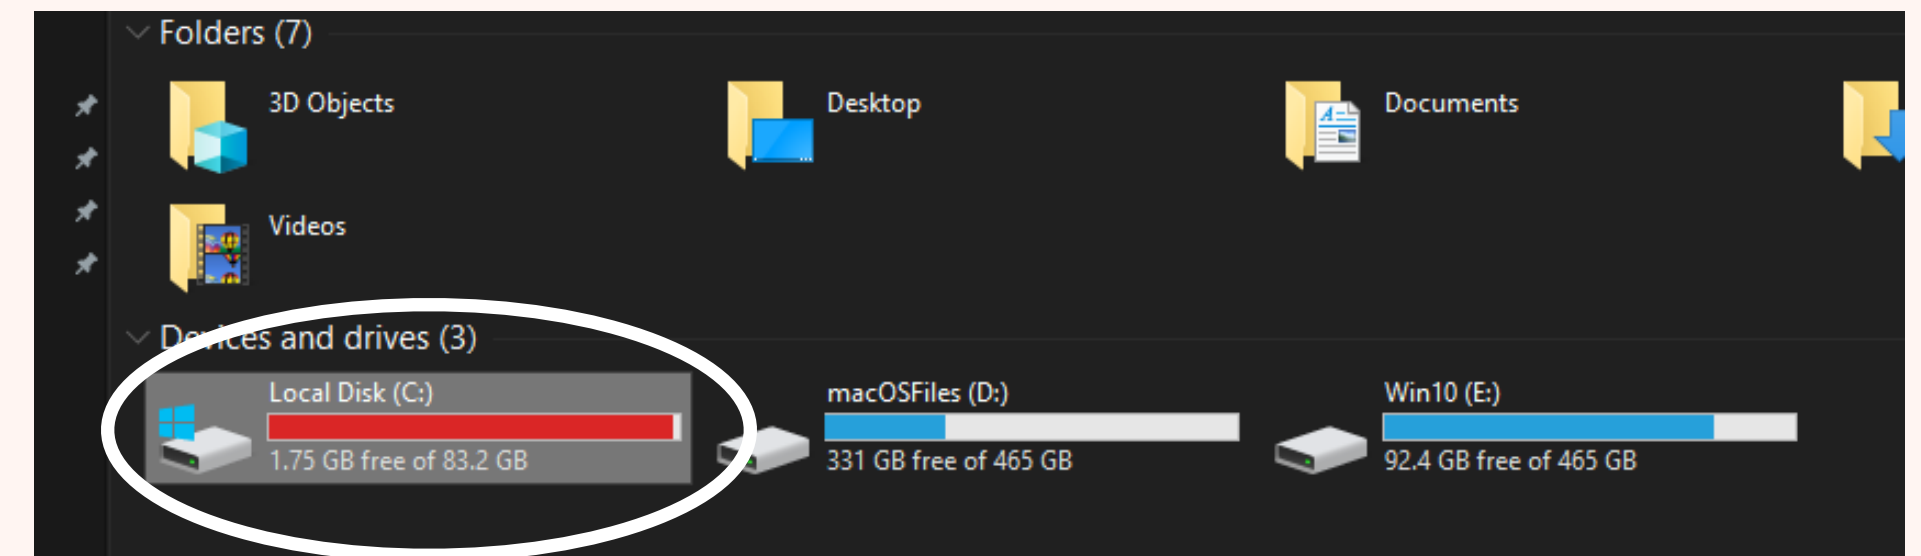 Folders (7)
3D Objects
Desktop
Documents
Videos
Devices and drives (3)
Local Disk (C:)
1.75 GB free of 83.2 GB
macOSFiles (D:)
331 GB free of 465 GB
Win10 (E:)
92.4 GB free of 465 GB